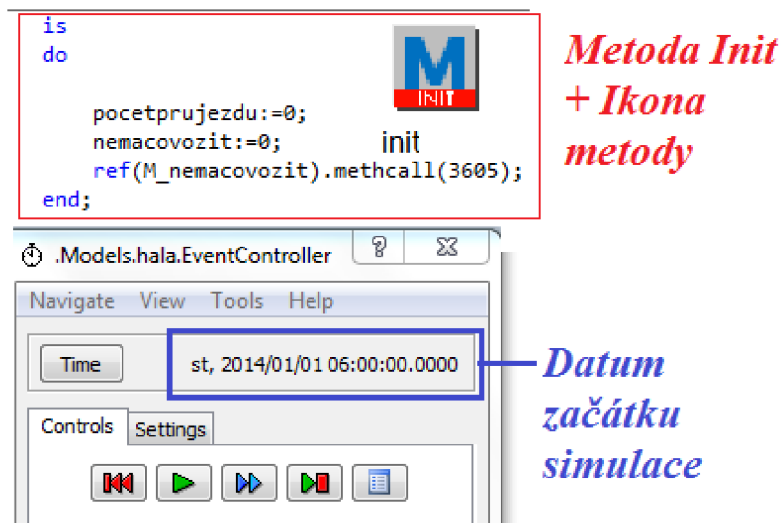 is
do
pocetprujezdu:=0;
nemacovozit:=0;
ref(M_nemacovozit).methcall(3605);
end;
M
INIT
init
Metoda Init
+ Ikona
metody
.Models.hala.EventController
?
Navigate View Tools Help
Time
st, 2014/01/01 06:00:00.0000
Controls Settings
Datum
začátku
simulace